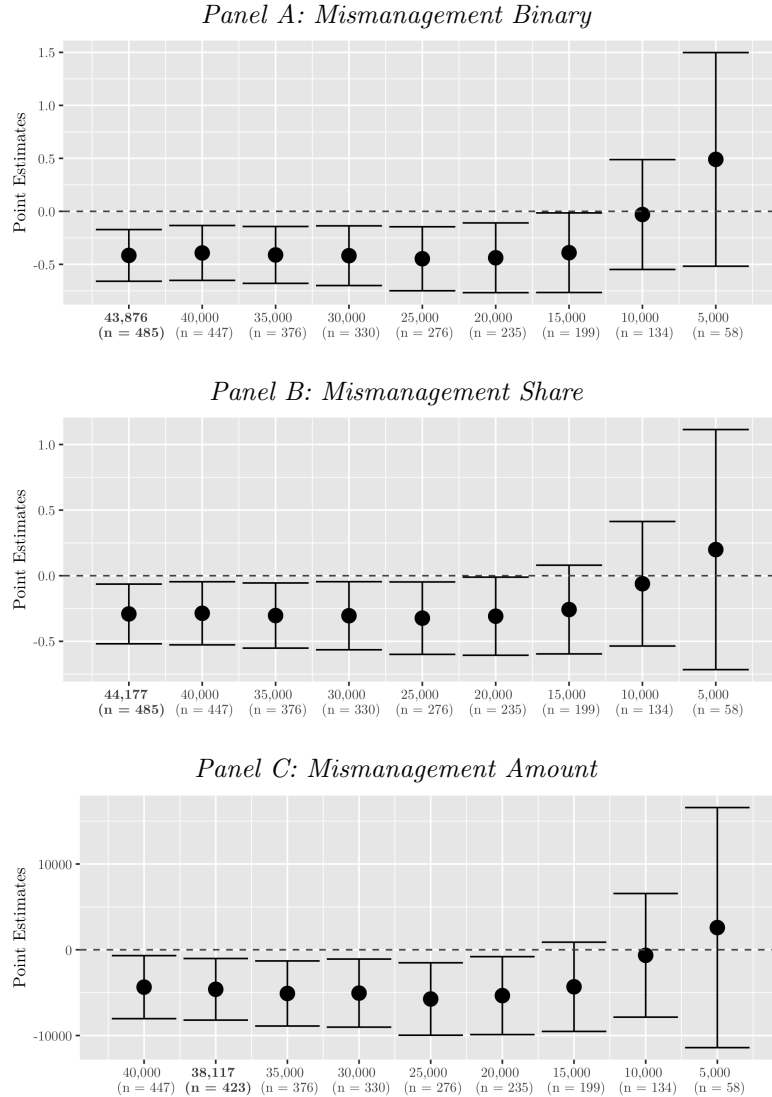 Panel A: Mismanagement Binary
Point Estimates
1.5
1.0
0.5
0.0
-0.5
43,876 40,000 35,000 30,000 25,000 20,000 15,000 10,000 5,000
(n = 485) (n = 447) (n = 376) (n = 330) (n = 276) (n = 235) (n = 199) (n = 134) (n = 58)
Panel B: Mismanagement Share
Point Estimates
1.0
0.5
0.0
-0.5
44,177 40,000 35,000 30,000 25,000 20,000 15,000 10,000 5,000
(n = 485) (n = 447) (n = 376) (n = 330) (n = 276) (n = 235) (n = 199) (n = 134) (n = 58)
Panel C: Mismanagement Amount
Point Estimates
10000
0
-10000
40,000 38,117 35,000 30,000 25,000 20,000 15,000 10,000 5,000
(n = 447) (n = 423) (n = 376) (n = 330) (n = 276) (n = 235) (n = 199) (n = 134) (n = 58)